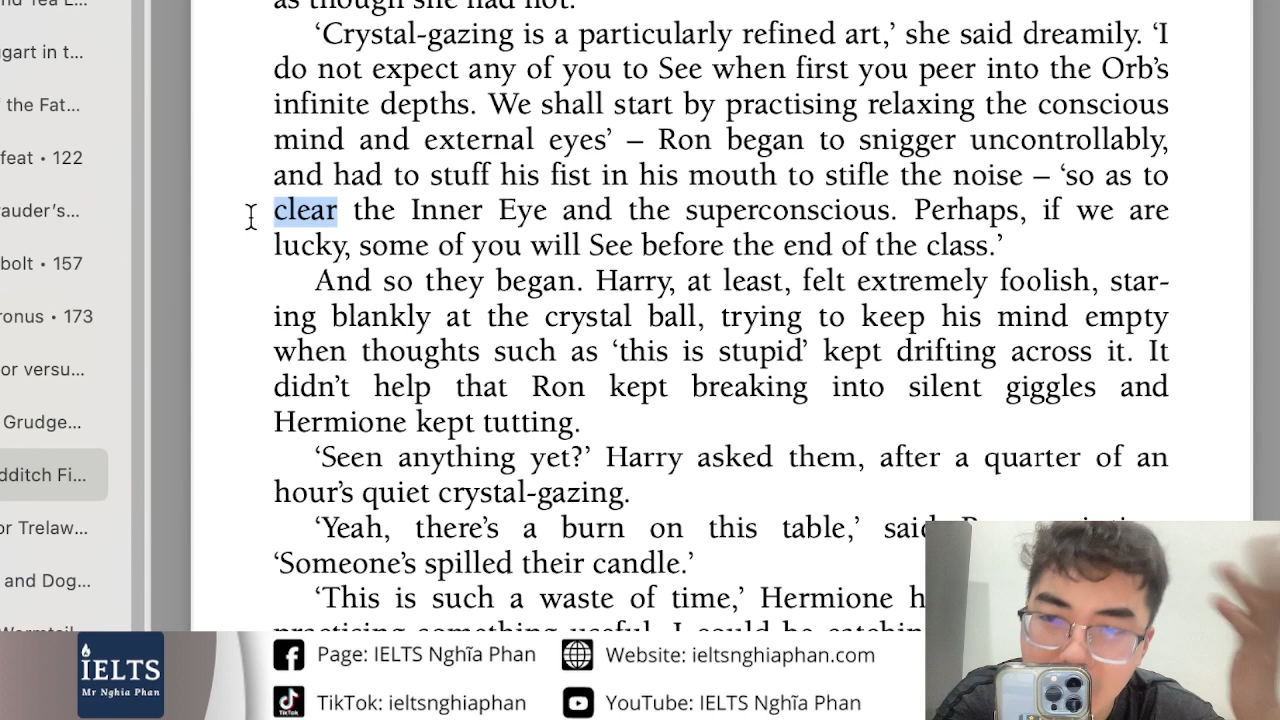 as though she had not.
‘Crystal-gazing is a particularly refined art,’ she said dreamily. ‘I
do not expect any of you to See when first you peer into the Orb’s
infinite depths. We shall start by practising relaxing the conscious
mind and external eyes’ – Ron began to snigger uncontrollably,
and had to stuff his fist in his mouth to stifle the noise – ‘so as to
clear the Inner Eye and the superconscious. Perhaps, if we are
lucky, some of you will See before the end of the class.’
And so they began. Harry, at least, felt extremely foolish, star-
ing blankly at the crystal ball, trying to keep his mind empty
when thoughts such as ‘this is stupid’ kept drifting across it. It
didn’t help that Ron kept breaking into silent giggles and
Hermione kept tutting.
‘Seen anything yet?’ Harry asked them, after a quarter of an
hour’s quiet crystal-gazing.
‘Yeah, there’s a burn on this table,’ said
‘Someone’s spilled their candle.’
‘This is such a waste of time,’ Hermione
practising something useful. I could be
ggart in t...
the Fat...
feat • 122
auder’s...
bolt • 157
ronus • 173
or versu...
Grudge...
dditch Fi...
or Trelaw...
and Dog...
IELTS
Mr Nghia Phan
Page: IELTS Nghĩa Phan
Website: ieltsnghiaphan.com
TikTok
TikTok: ieltsnghiaphan
YouTube: IELTS Nghĩa Phan